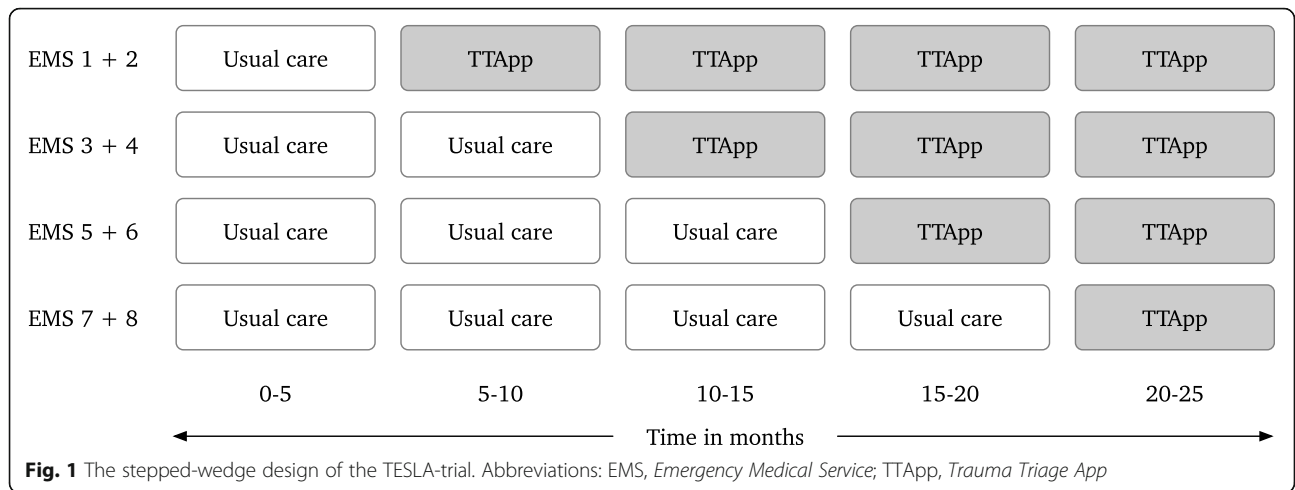 EMS 1 + 2 Usual care TTApp TTApp TTApp TTApp
EMS 3 + 4 Usual care Usual care TTApp TTApp TTApp
EMS 5 + 6 Usual care Usual care Usual care TTApp TTApp
EMS 7 + 8 Usual care Usual care Usual care Usual care TTApp
0-5 5-10 10-15 15-20 20-25
Time in months
Fig. 1 The stepped-wedge design of the TESLA-trial. Abbreviations: EMS, Emergency Medical Service; TTApp, Trauma Triage App